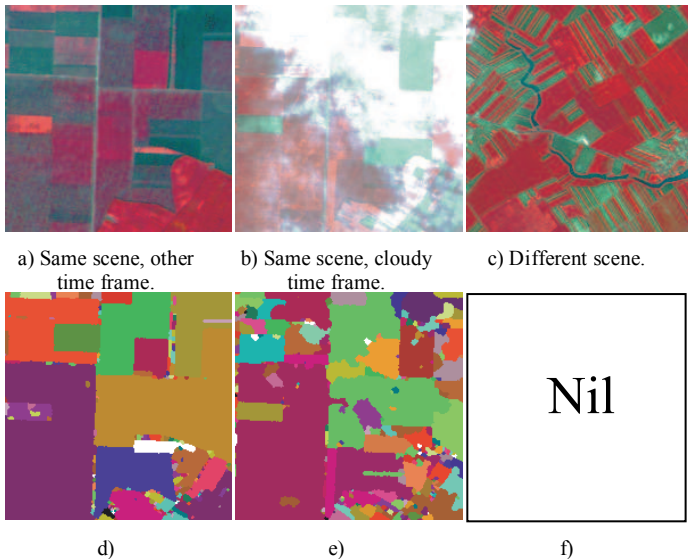 a) Same scene, other
time frame.
b) Same scene, cloudy
time frame.
c) Different scene.
Nil
d)
e)
f)